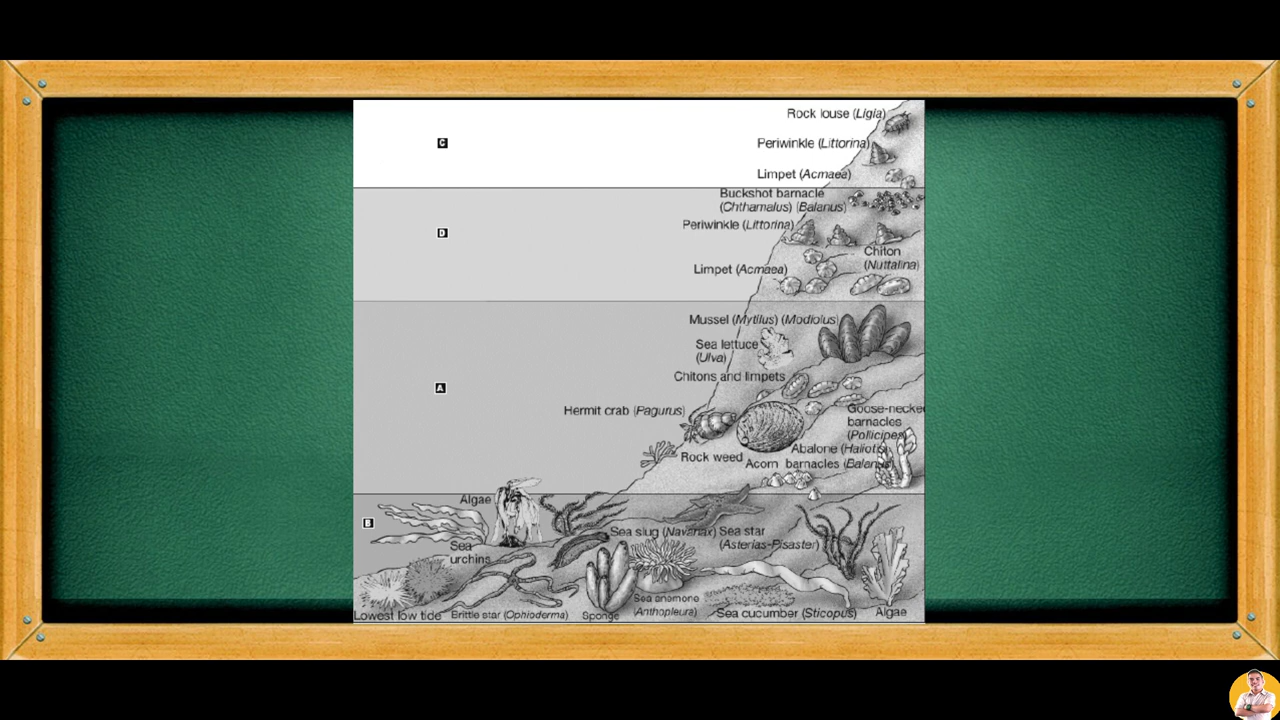 C
Rock louse (Ligia)
Periwinkle (Littorina)
Limpet (Acmaea)
D
Buckshot barnacle
(Chthamalus) (Balanus)
Periwinkle (Littorina)
Chiton
(Nuttalina)
Limpet (Acmaea)
A
Mussel (Mytilus) (Modiolus)
Sea lettuce
(Ulva)
Chitons and limpets
Hermit crab (Pagurus)
Goose-necke
barnacles
(Pollicipes)
Abalone (Haliotis)
Rock weed
Acorn barnacles (Balanus)
B
Algae
Sea slug (Navanax)
Sea star
(Asterias-Pisaster)
Sea
urchins
Lowest low tide
Brittle star (Ophioderma)
Sponge
Sea anemone
(Anthopleura)
Sea cucumber (Sticopus)
Algae